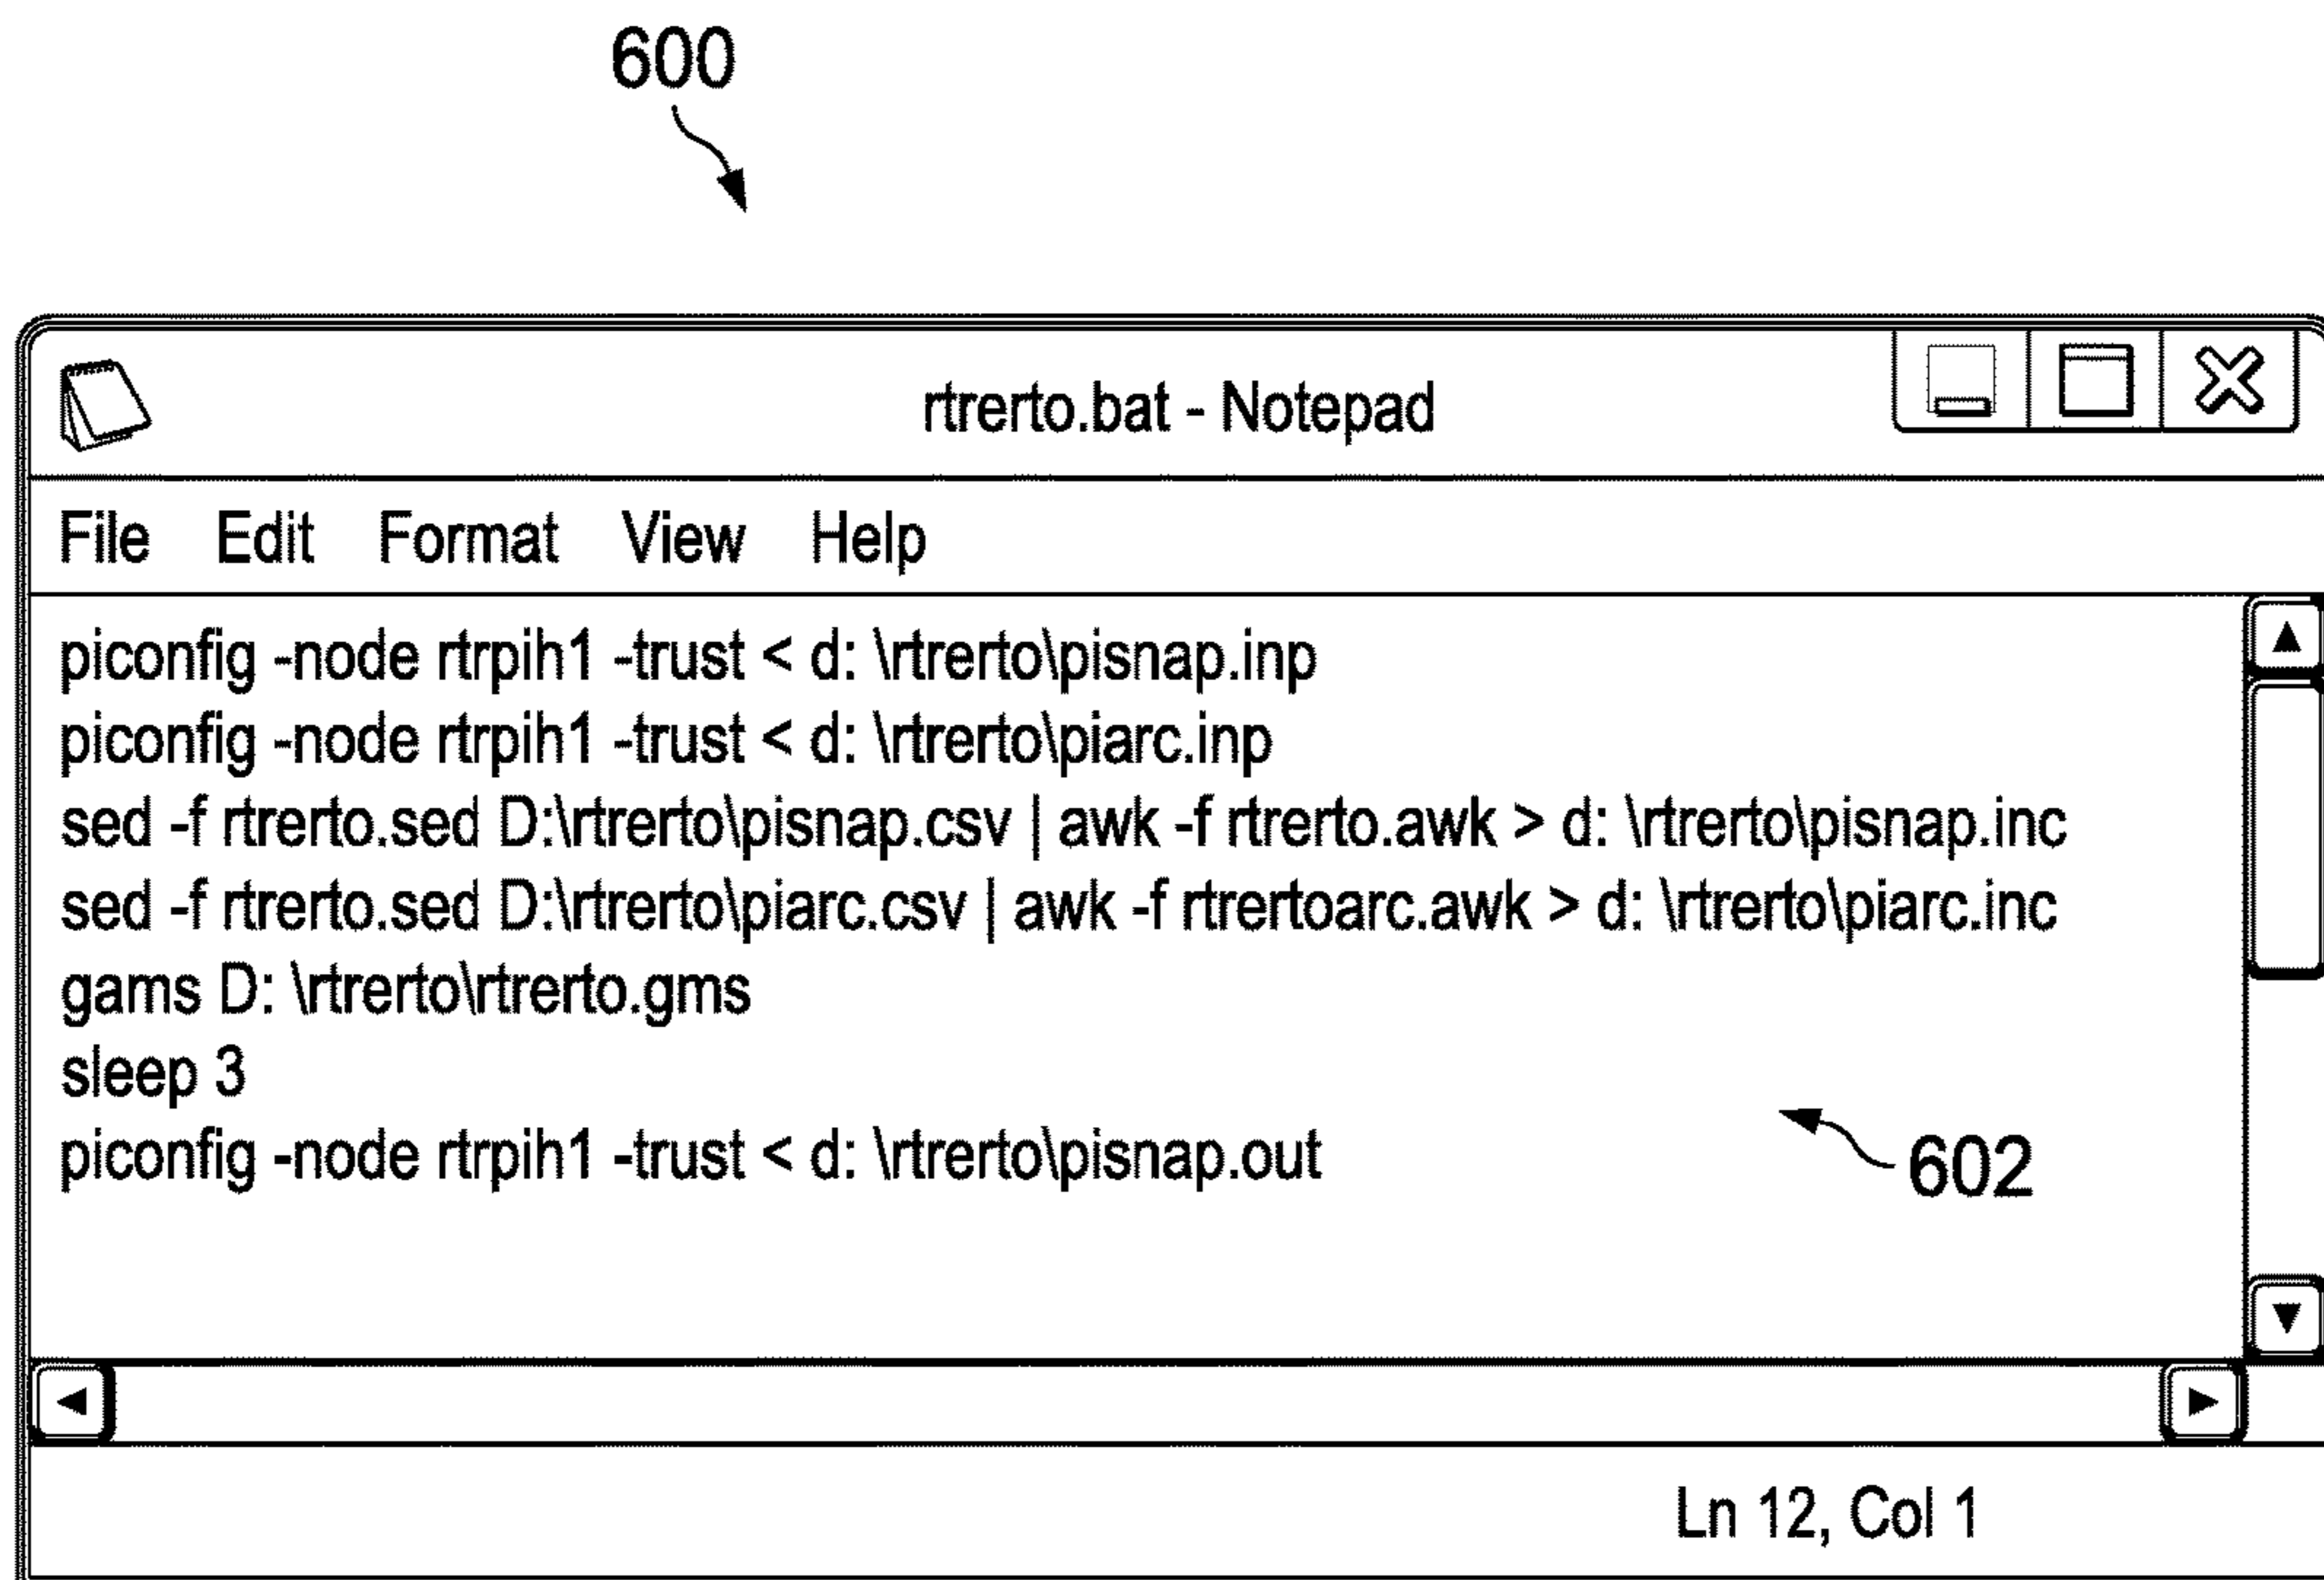 600
rtrerto.bat - Notepad
File Edit Format View Help
piconfig -node rtrpih1 -trust < d: \rtrerto\pisnap.inp
piconfig -node rtrpih1 -trust < d: \rtrerto\piarc.inp
sed -f rtrerto.sed D:\rtrerto\pisnap.csv | awk -f rtrerto.awk > d: \rtrerto\pisnap.inc
sed -f rtrerto.sed D:\rtrerto\piarc.csv | awk -f rtrertoarc.awk > d: \rtrerto\piarc.inc
gams D: \rtrerto\rtrerto.gms
sleep 3
piconfig -node rtrpih1 -trust < d: \rtrerto\pisnap.out
602
Ln 12, Col 1